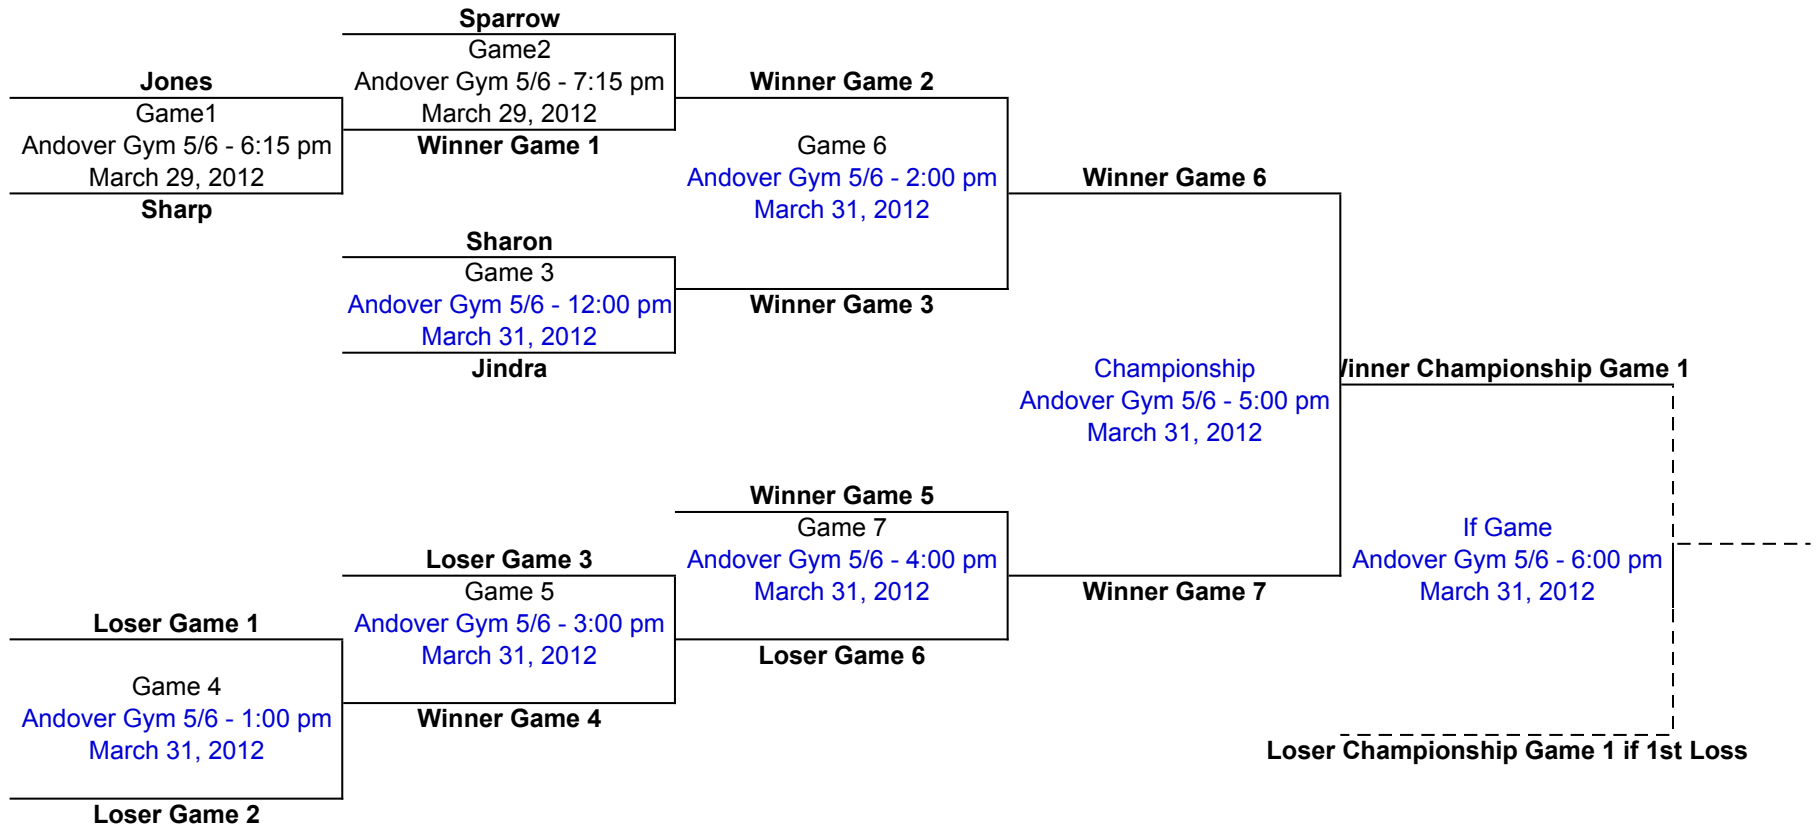 Sparrow
Game2
Andover Gym 5/6 - 7:15 pm
March 29, 2012
Winner Game 1
Jones
Game1
Andover Gym 5/6 - 6:15 pm
March 29, 2012
Sharp
Winner Game 2
Game 6
Andover Gym 5/6 - 2:00 pm
March 31, 2012
Winner Game 3
Sharon
Game 3
Andover Gym 5/6 - 12:00 pm
March 31, 2012
Jindra
Winner Game 6
Championship
Andover Gym 5/6 - 5:00 pm
March 31, 2012
Winner Game 7
Winner Championship Game 1
If Game
Andover Gym 5/6 - 6:00 pm
March 31, 2012
Loser Championship Game 1 if 1st Loss
Winner Game 5
Game 7
Andover Gym 5/6 - 4:00 pm
March 31, 2012
Loser Game 6
Loser Game 3
Game 5
Andover Gym 5/6 - 3:00 pm
March 31, 2012
Winner Game 4
Loser Game 1
Game 4
Andover Gym 5/6 - 1:00 pm
March 31, 2012
Loser Game 2